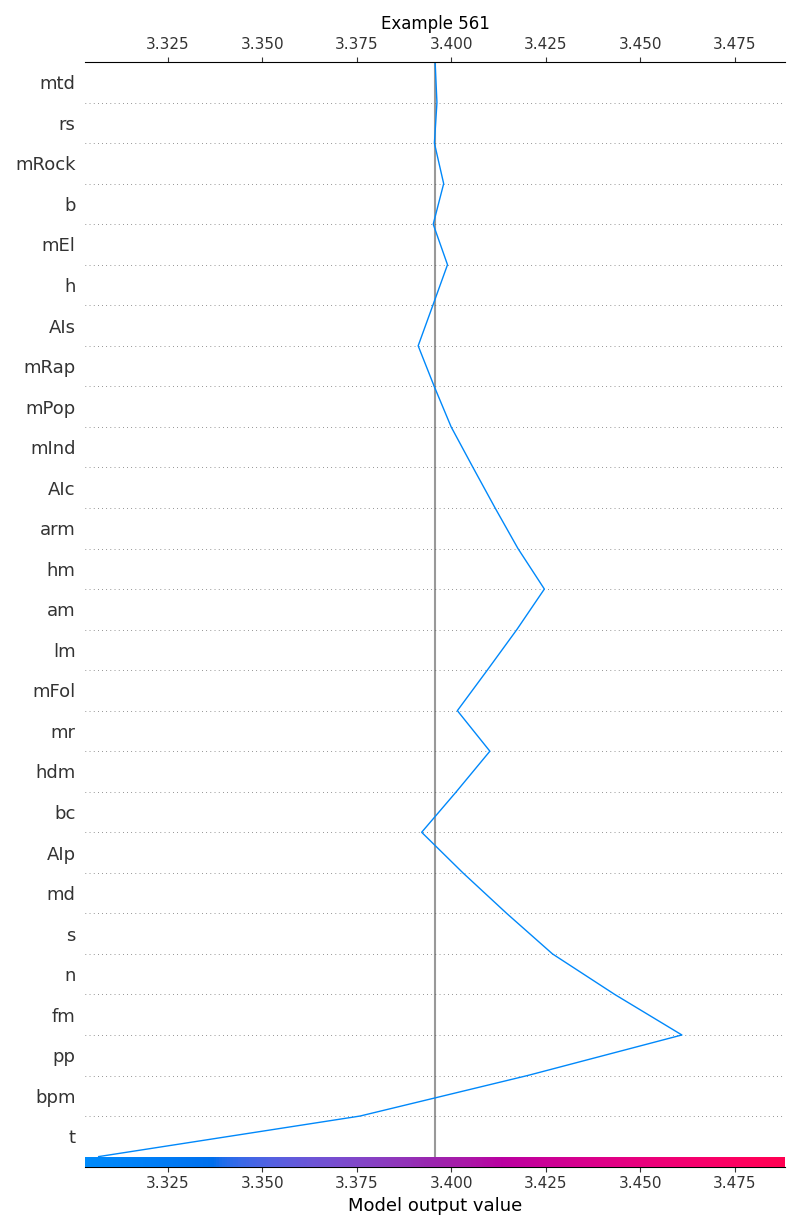 Example 561
3.325 3.350 3.375 3.400 3.425 3.450 3.475
mtd
rs
mRock
b
mEl
h
AIs
mRap
mPop
mInd
AIc
arm
hm
am
lm
mFol
mr
hdm
bc
AIp
md
s
n
fm
pp
bpm
t
3.325 3.350 3.375 3.400 3.425 3.450 3.475
Model output value